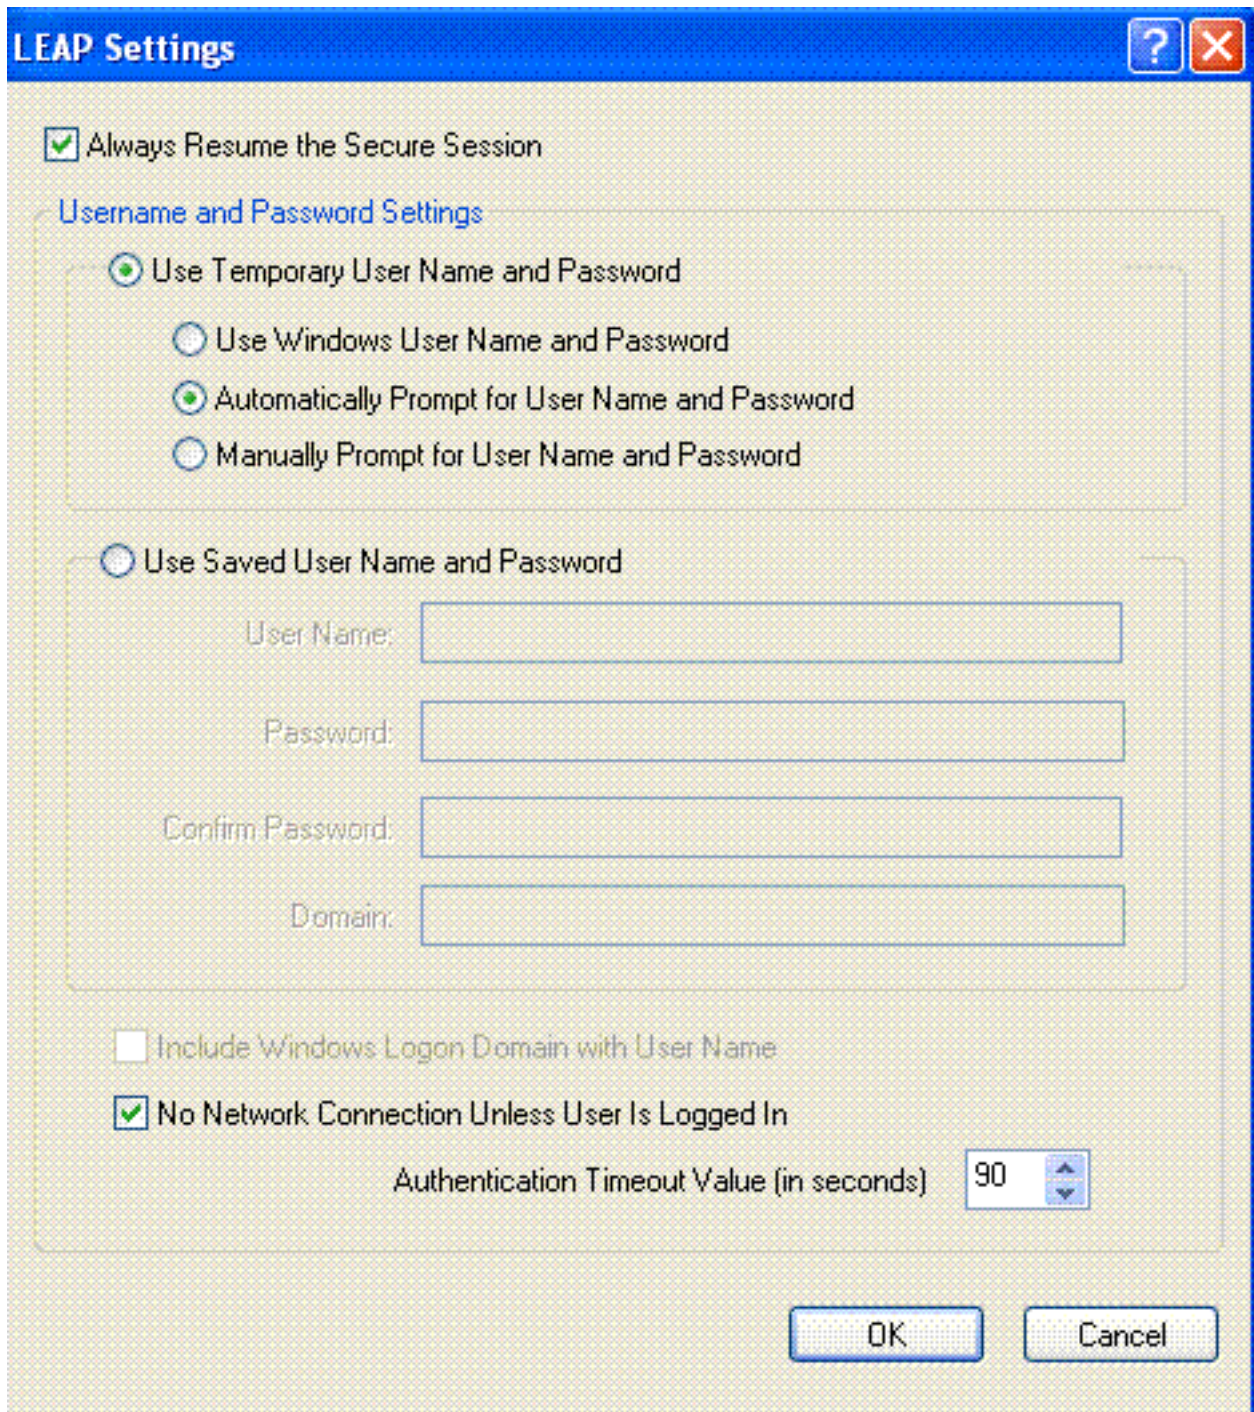 LEAP Settings
Always Resume the Secure Session
Username and Password Settings
Use Temporary User Name and Password
Use Windows User Name and Password
Automatically Prompt for User Name and Password
Manually Prompt for User Name and Password
Use Saved User Name and Password
User Name:
Password:
Confirm Password:
Domain:
Include Windows Logon Domain with User Name
No Network Connection Unless User Is Logged In
Authentication Timeout Value (in seconds) 90
OK Cancel